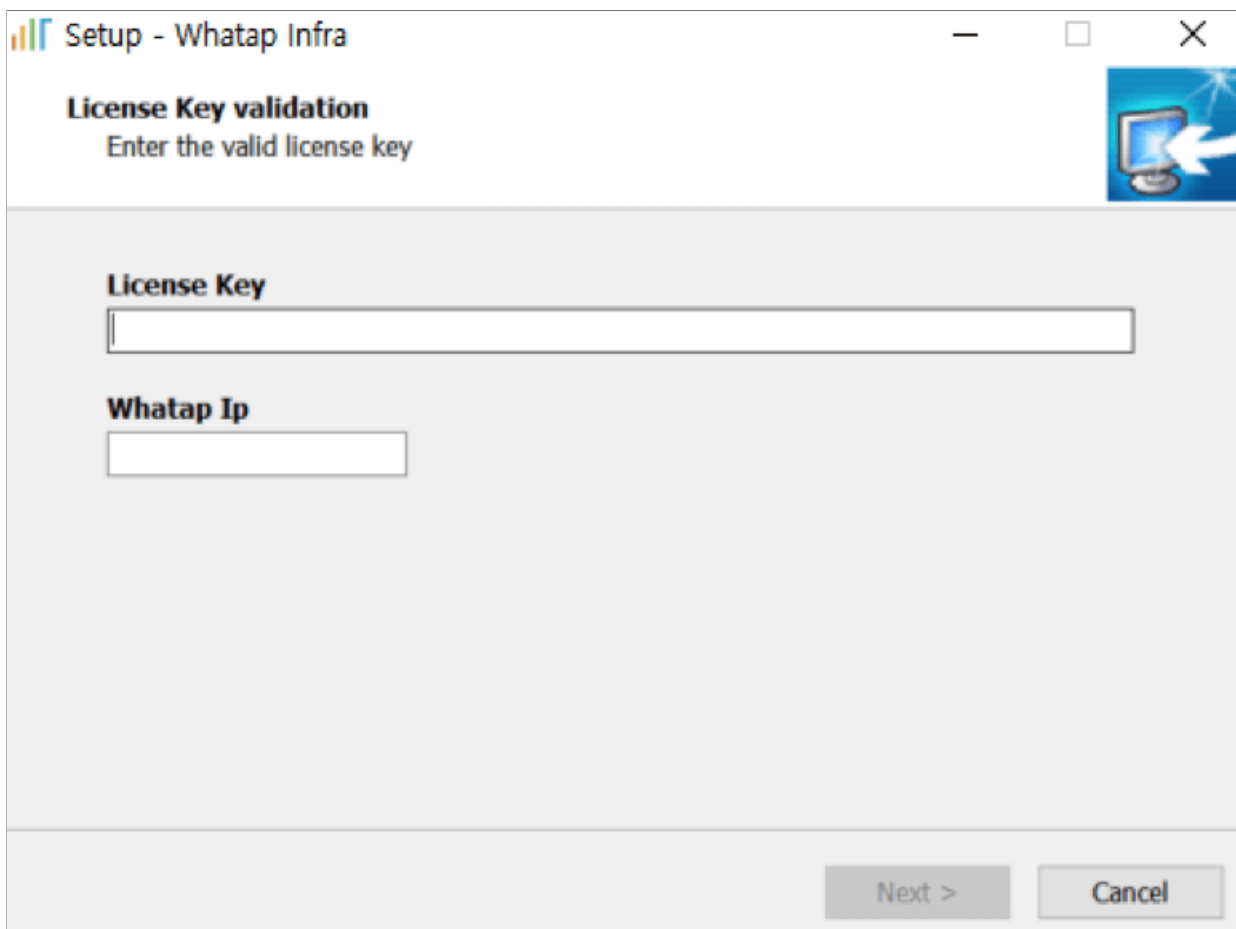 Setup - Whatap Infra
License Key validation
Enter the valid license key
License Key
Whatap Ip
Next >
Cancel